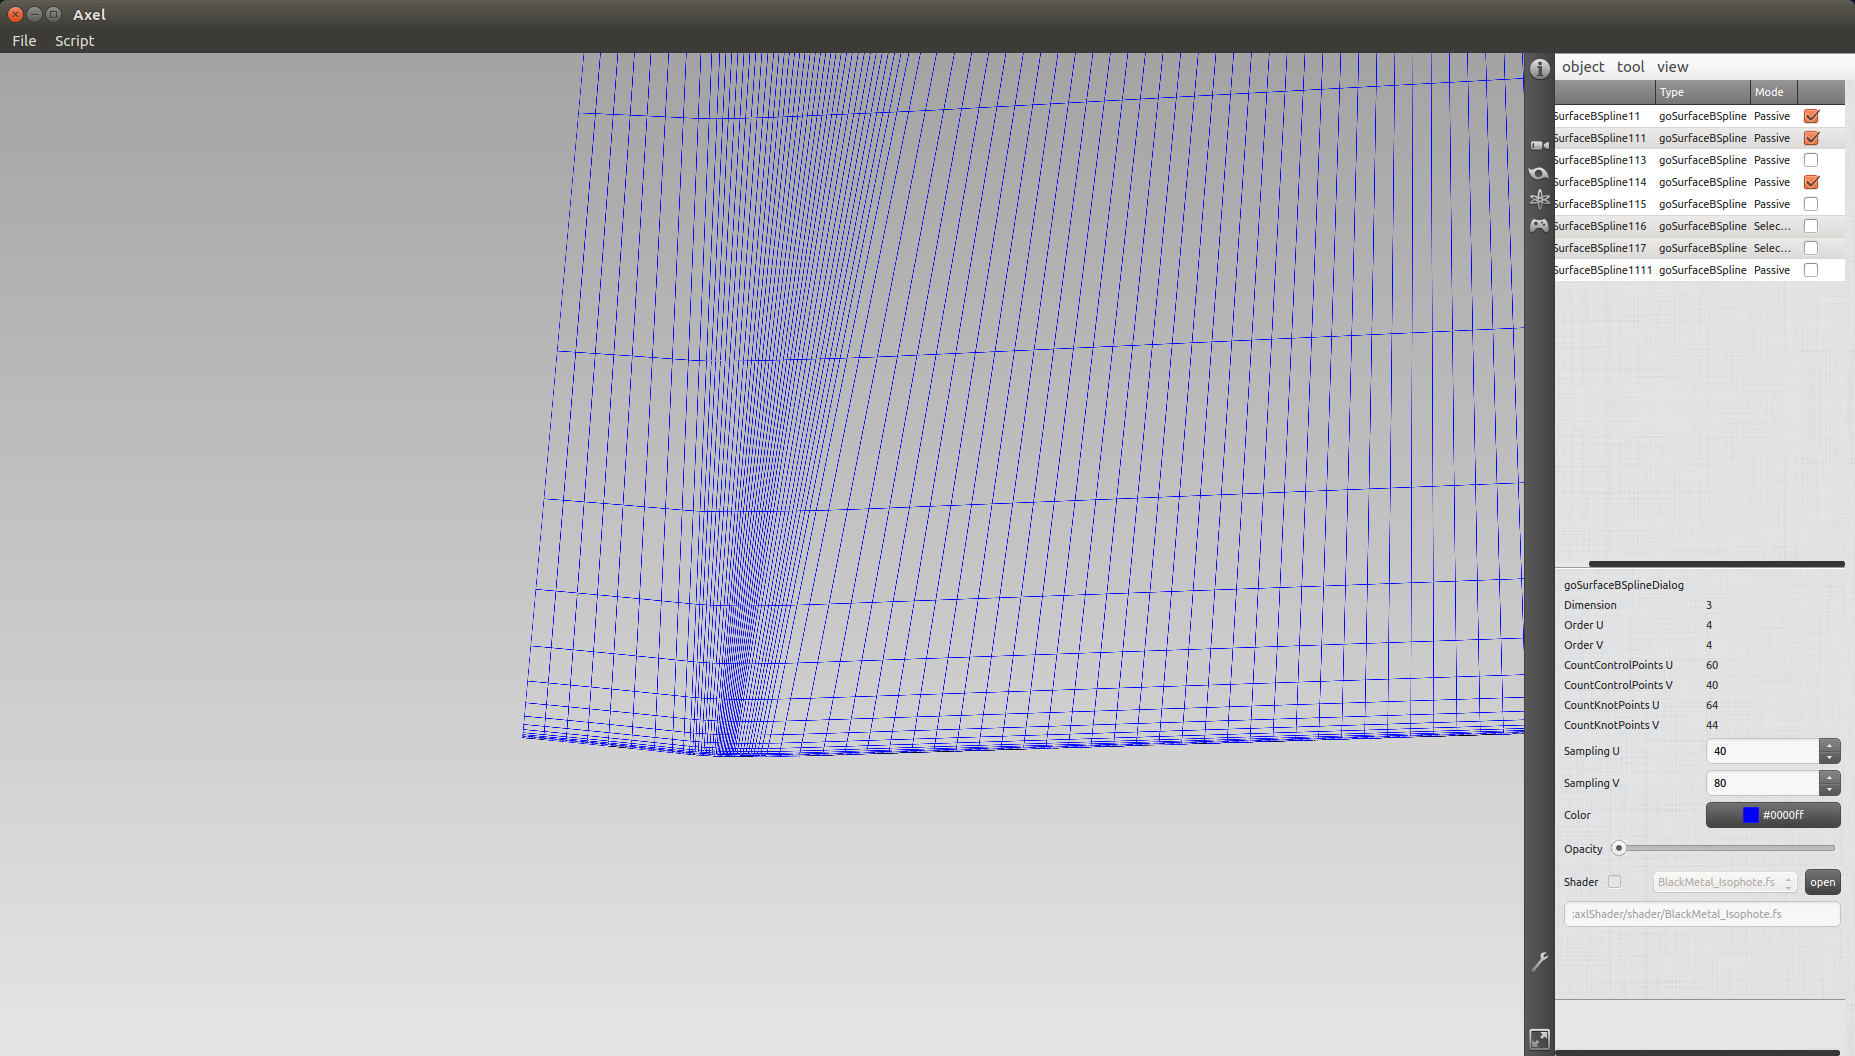 Axel
File Script
object tool view
Type Mode
SurfaceBSpline11 goSurfaceBSpline Passive
SurfaceBSpline111 goSurfaceBSpline Passive
SurfaceBSpline113 goSurfaceBSpline Passive
SurfaceBSpline114 goSurfaceBSpline Passive
SurfaceBSpline115 goSurfaceBSpline Passive
SurfaceBSpline116 goSurfaceBSpline Selec...
SurfaceBSpline117 goSurfaceBSpline Selec...
SurfaceBSpline1111 goSurfaceBSpline Passive
goSurfaceBSplineDialog
Dimension 3
Order U 4
Order V 4
CountControlPoints U 60
CountControlPoints V 40
CountKnotPoints U 64
CountKnotPoints V 44
Sampling U 40
Sampling V 80
Color #0000ff
Opacity
Shader BlackMetal_Isophote.fs open
:axlShader/shader/BlackMetal_Isophote.fs